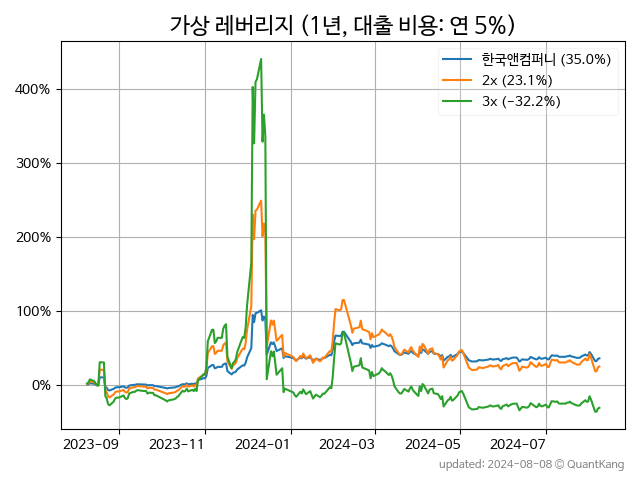 가상 레버리지 (1년, 대출 비용: 연 5%)
한국앤컴퍼니 (35.0%)
2x (23.1%)
3x (−32.2%)
400%
300%
200%
100%
0%
2023-09 2023-11 2024-01 2024-03 2024-05 2024-07
updated: 2024-08-08 © QuantKang